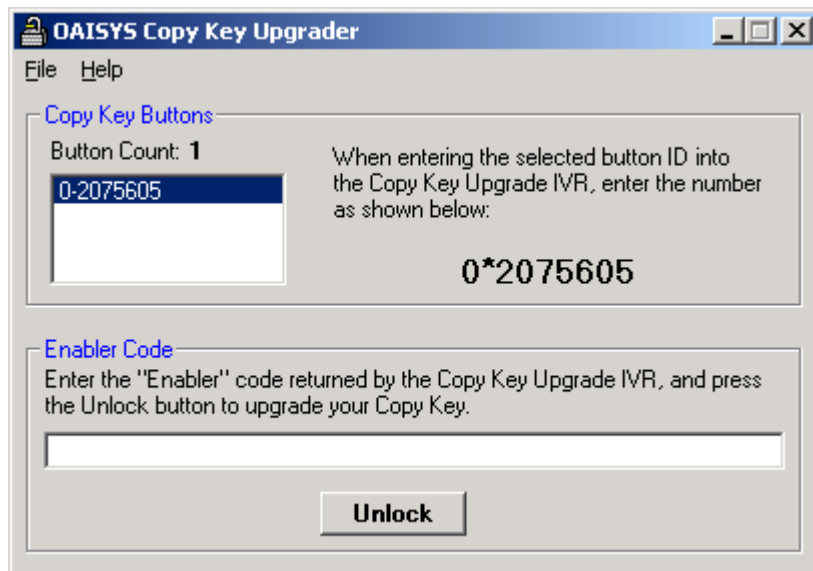 OAISYS Copy Key Upgrader
File Help
Copy Key Buttons
Button Count: 1
0-2075605
When entering the selected button ID into
the Copy Key Upgrade IVR, enter the number
as shown below:
0*2075605
Enabler Code
Enter the "Enabler" code returned by the Copy Key Upgrade IVR, and press
the Unlock button to upgrade your Copy Key.
Unlock